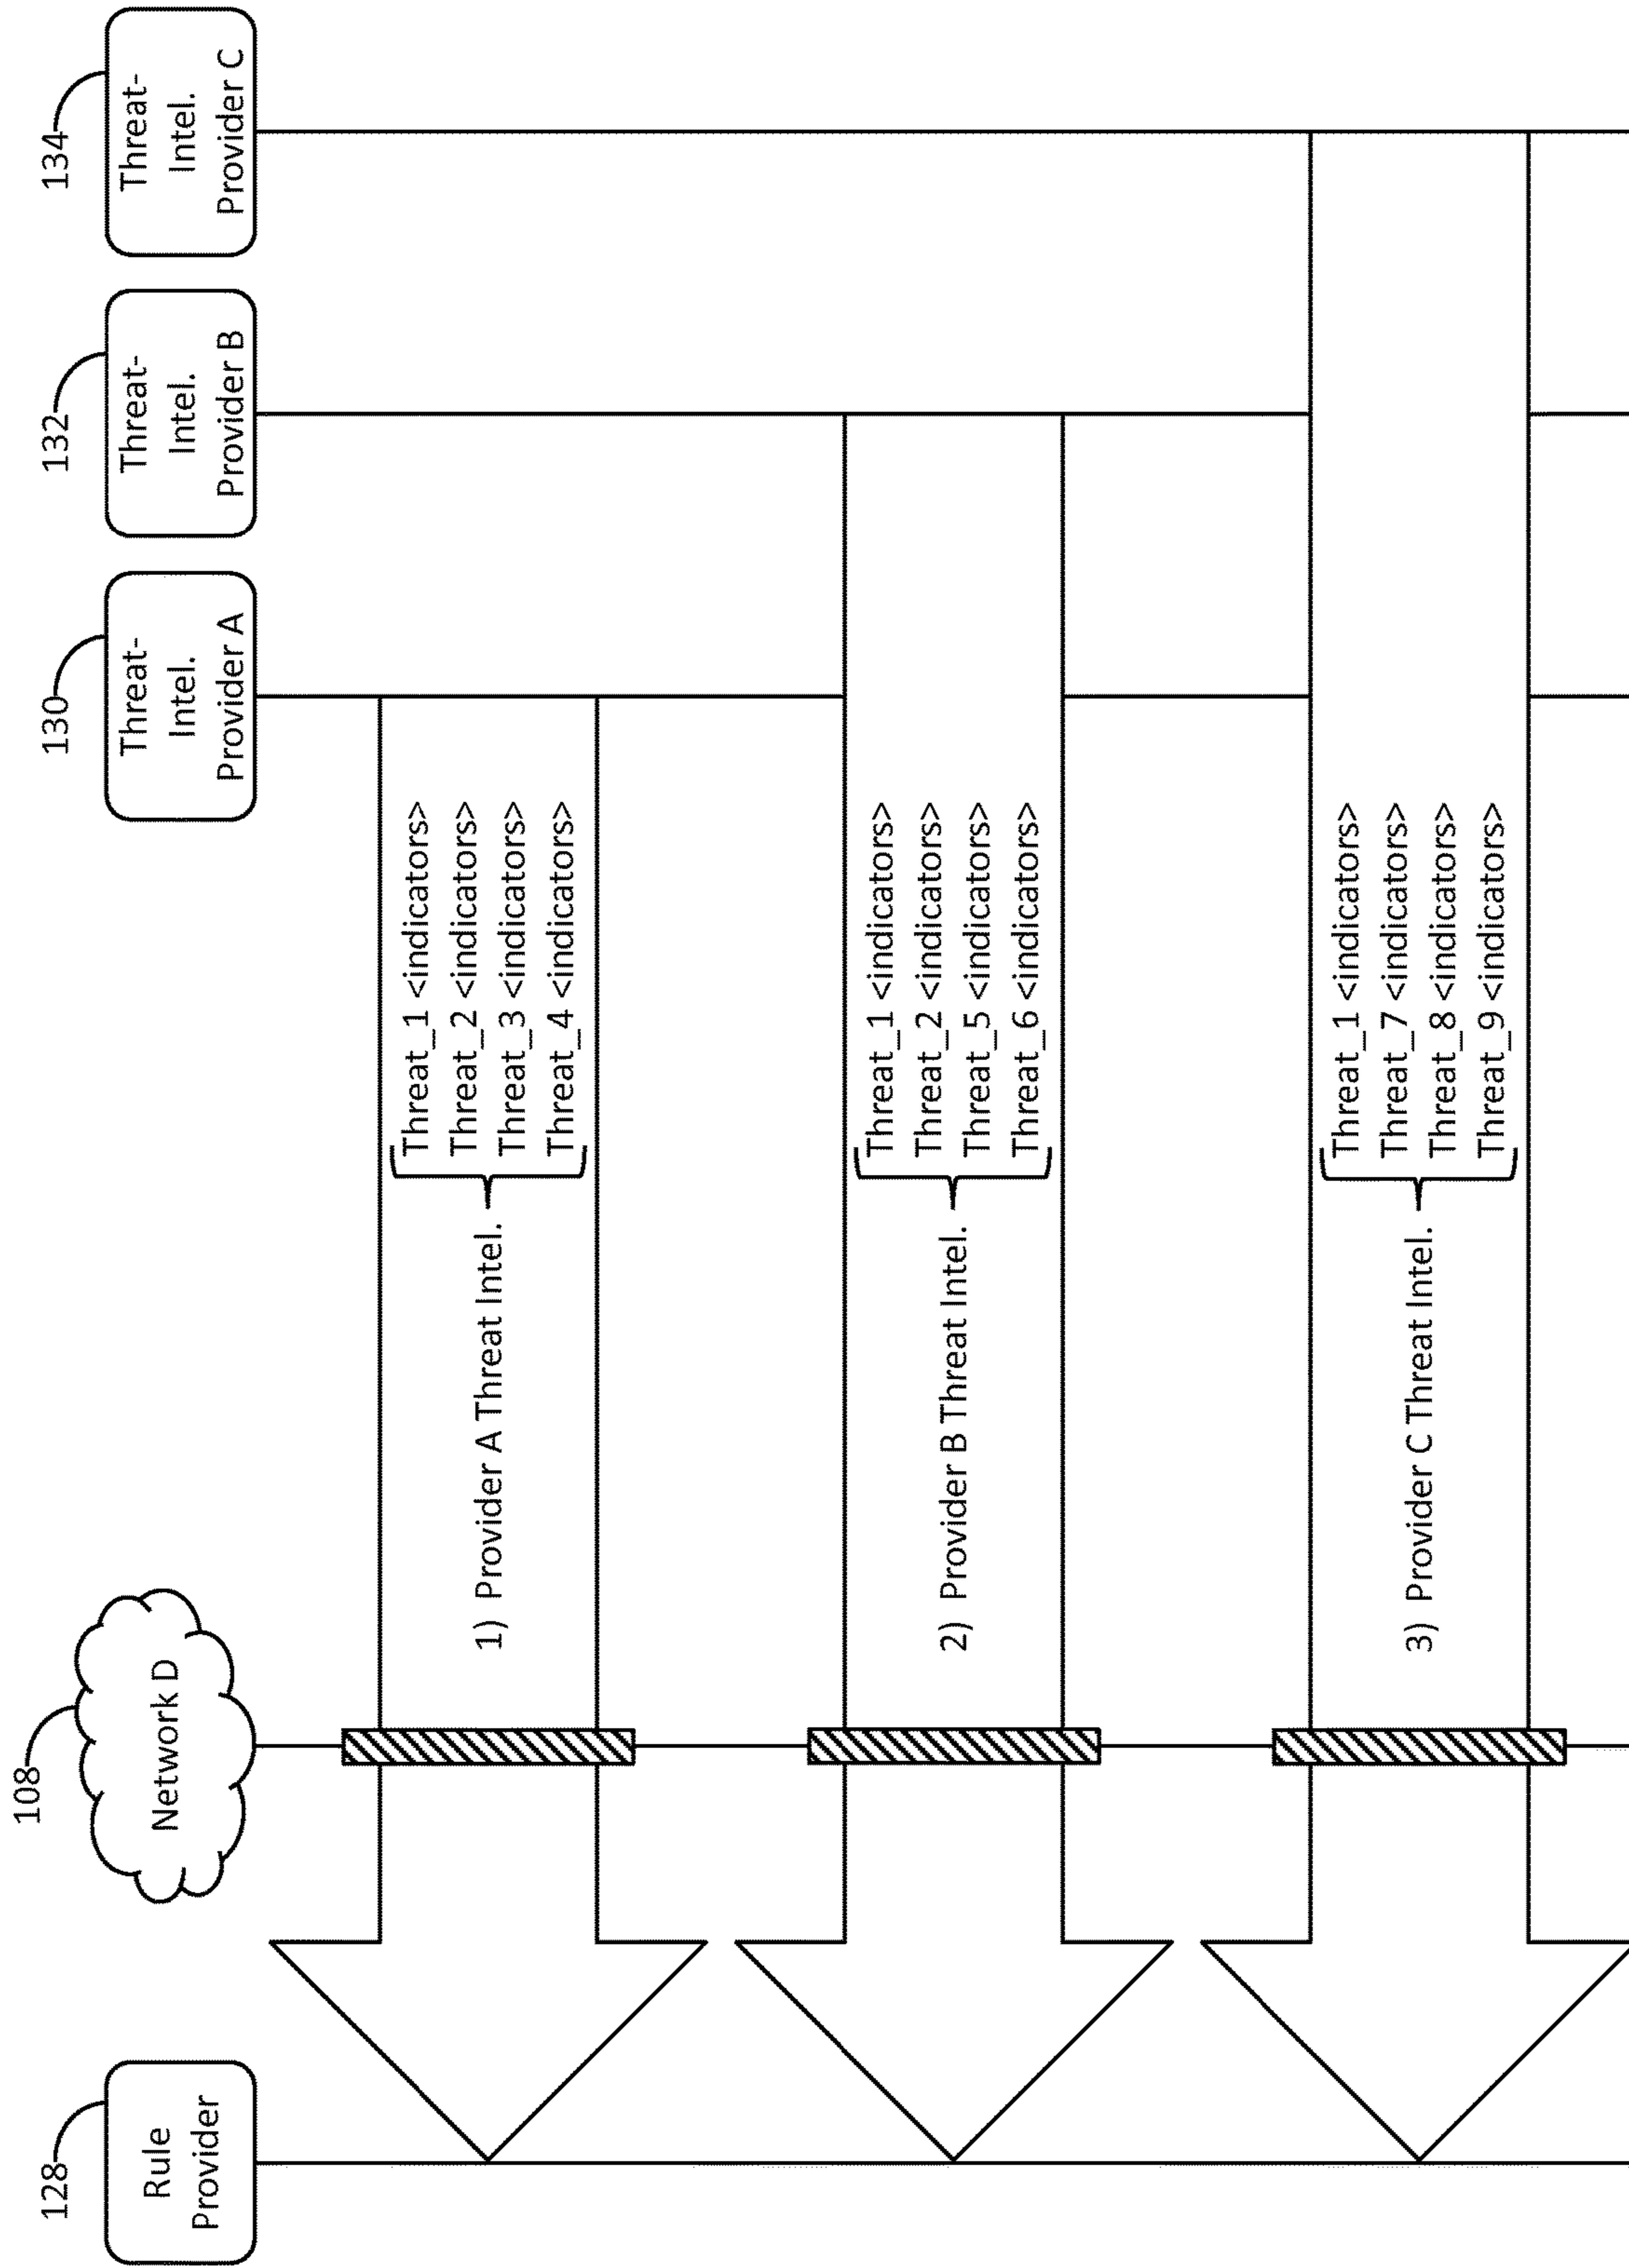 128
Rule
Provider
108
Network D
130
Threat-
Intel.
Provider A
132
Threat-
Intel.
Provider B
134
Threat-
Intel.
Provider C
1) Provider A Threat Intel.
Threat_1 <indicators>
Threat_2 <indicators>
Threat_3 <indicators>
Threat_4 <indicators>
2) Provider B Threat Intel.
Threat_1 <indicators>
Threat_2 <indicators>
Threat_5 <indicators>
Threat_6 <indicators>
3) Provider C Threat Intel.
Threat_1 <indicators>
Threat_7 <indicators>
Threat_8 <indicators>
Threat_9 <indicators>